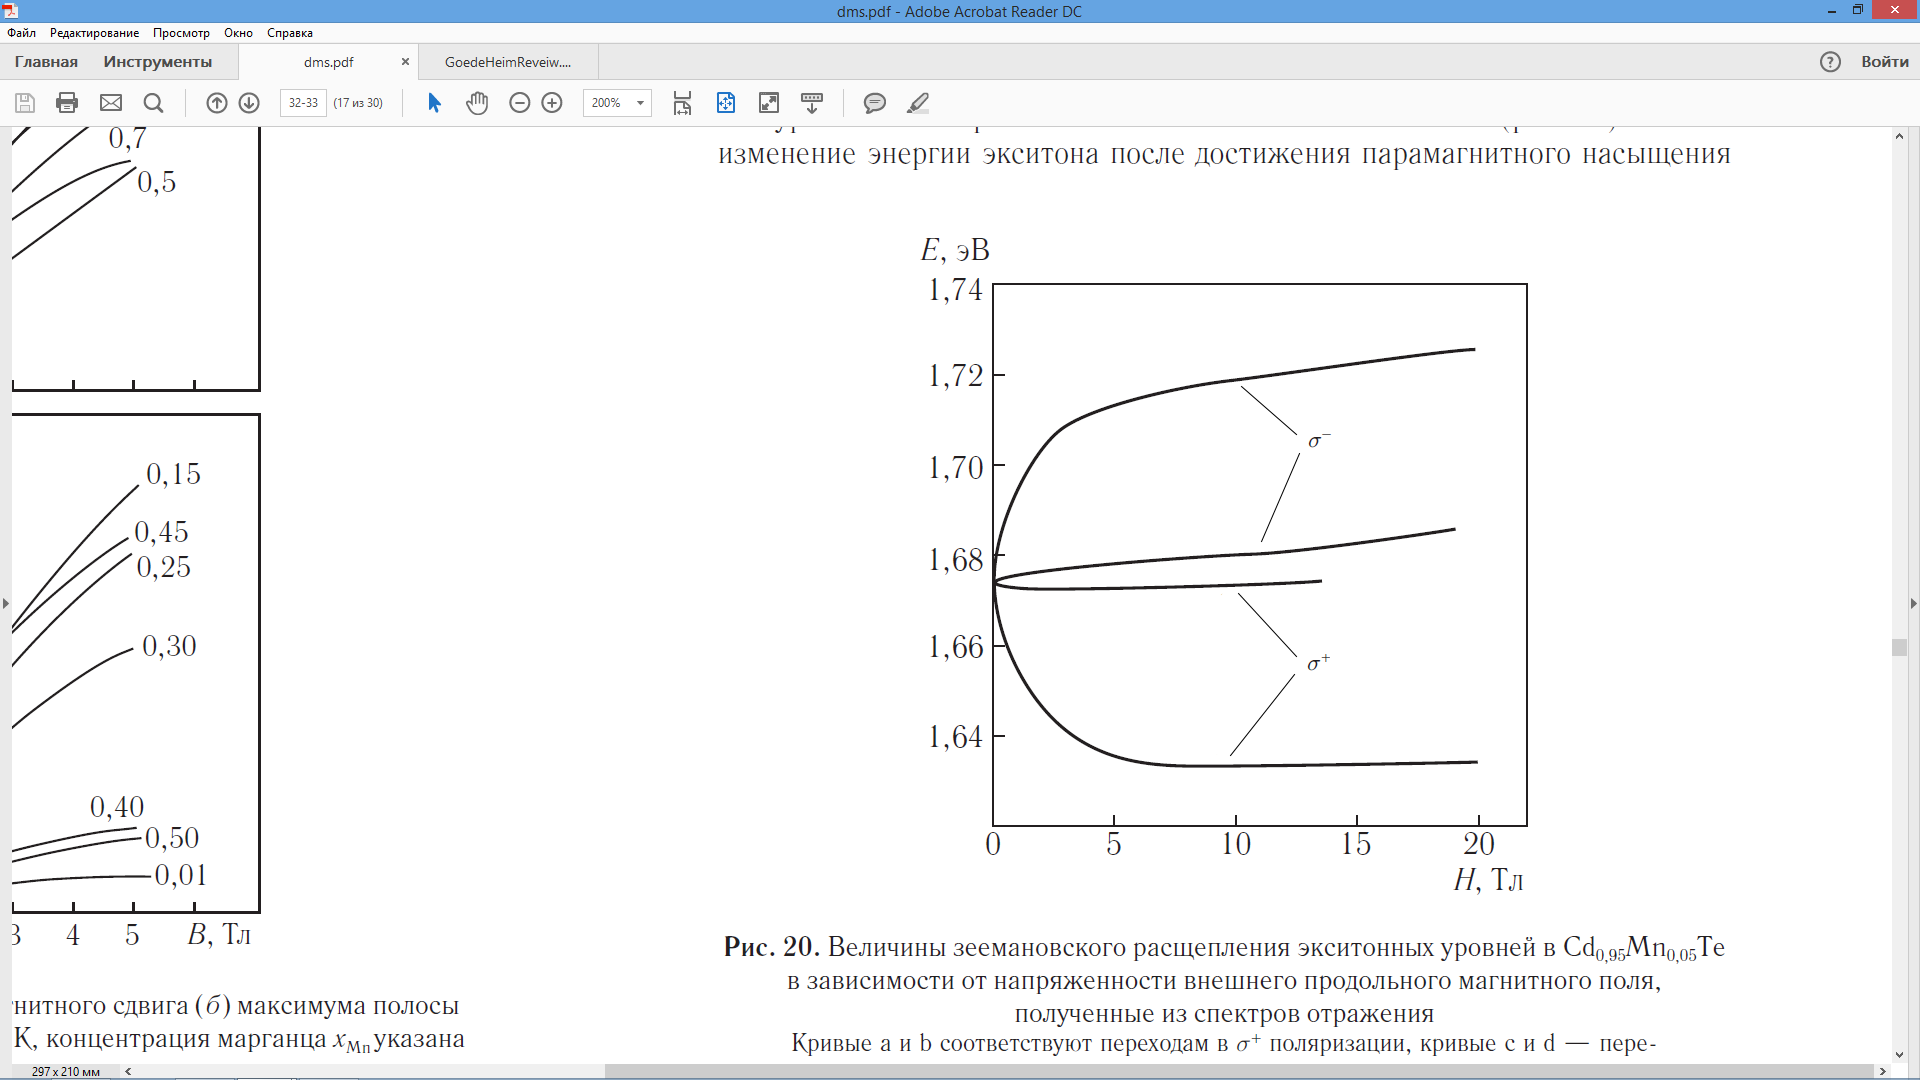 dms.pdf - Adobe Acrobat Reader DC
Файл Редактирование Просмотр Окно Справка
Главная Инструменты dms.pdf × GoedeHeimReveiw.... ? Войти
32-33 (17 из 30) 200%
изменение энергии экситона после достижения парамагнитного насыщения
0,7
0,5
E, эВ
1,74
1,72
1,70
1,68
1,66
1,64
σ⁻
σ⁺
0 5 10 15 20
H, Тл
0,15
0,45
0,25
0,30
0,40
0,50
0,01
3 4 5 B, Тл
Рис. 20. Величины зеемановского расщепления экситонных уровней в Cd₀,₉₅Mn₀,₀₅Te
в зависимости от напряженности внешнего продольного магнитного поля,
полученные из спектров отражения
Кривые a и b соответствуют переходам в σ⁺ поляризации, кривые c и d — пере-
гнитного сдвига (б) максимума полосы
К, концентрация марганца xMn указана
297 x 210 мм